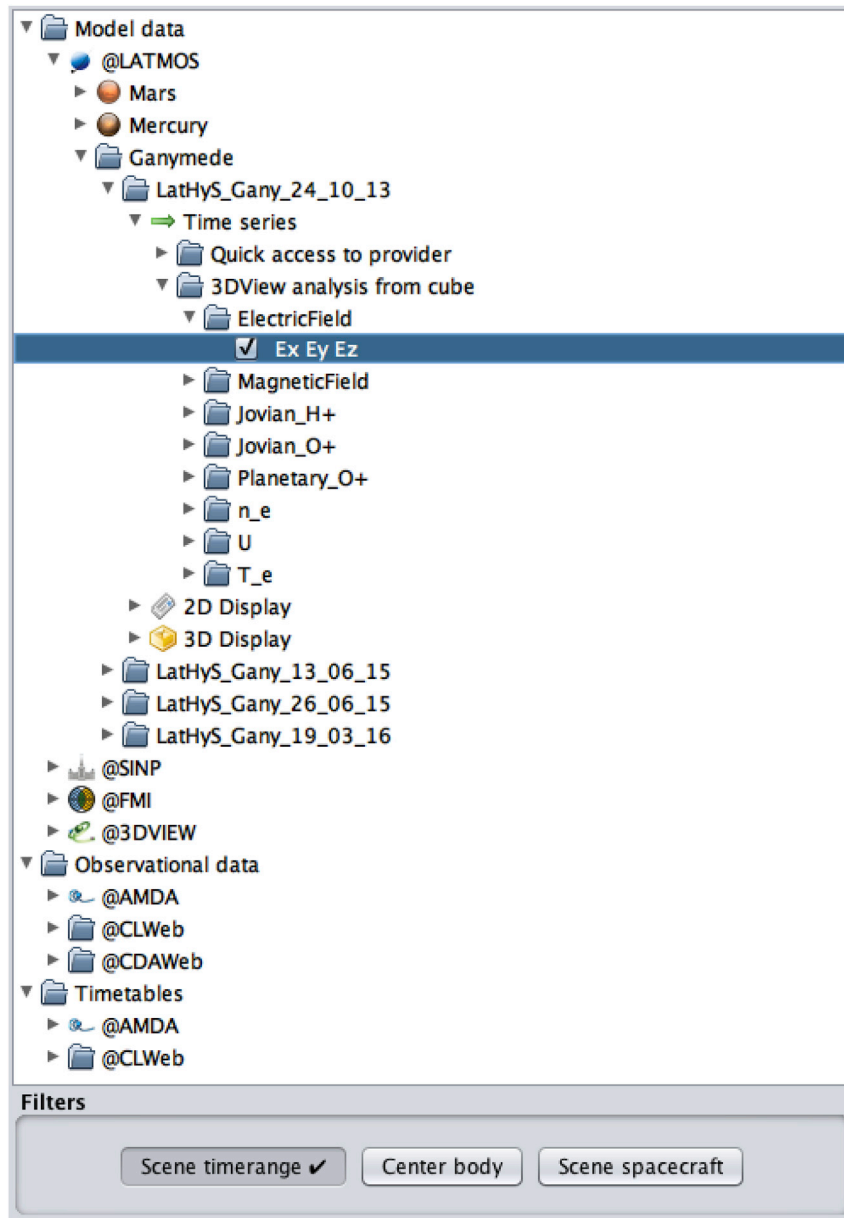 Model data
@LATMOS
Mars
Mercury
Ganymede
LatHyS_Gany_24_10_13
Time series
Quick access to provider
3DView analysis from cube
ElectricField
Ex Ey Ez
MagneticField
Jovian_H+
Jovian_O+
Planetary_O+
n_e
U
T_e
2D Display
3D Display
LatHyS_Gany_13_06_15
LatHyS_Gany_26_06_15
LatHyS_Gany_19_03_16
@SINP
@FMI
@3DVIEW
Observational data
@AMDA
@CLWeb
@CDAWeb
Timetables
@AMDA
@CLWeb
Filters
Scene timerange ✔ Center body Scene spacecraft